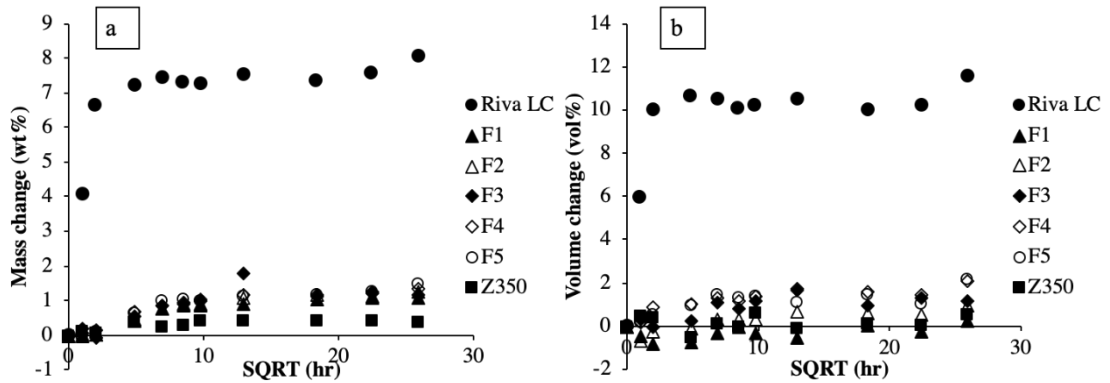 a
Mass change (wt%)
9
8
7
6
5
4
3
2
1
0
-1
0
10
20
30
SQRT (hr)
Riva LC
F1
F2
F3
F4
F5
Z350
b
Volume change (vol%)
14
12
10
8
6
4
2
0
-2
0
10
20
30
SQRT (hr)
Riva LC
F1
F2
F3
F4
F5
Z350